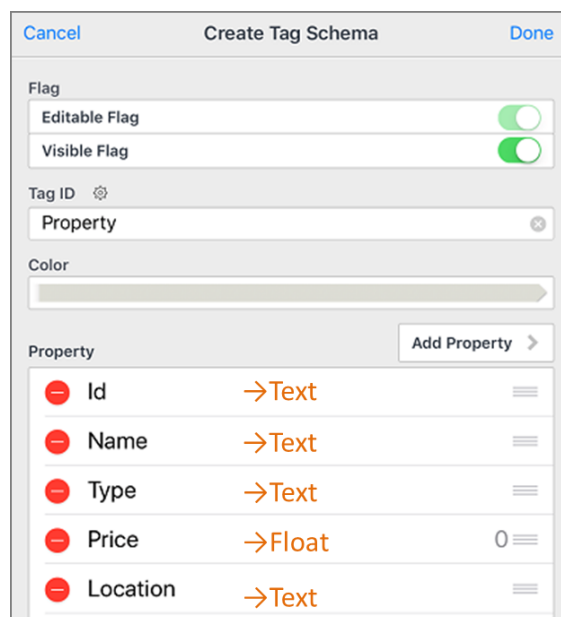 Cancel Create Tag Schema Done
Flag
Editable Flag
Visible Flag
Tag ID
Property
Color
Property Add Property
Id →Text
Name →Text
Type →Text
Price →Float 0
Location →Text